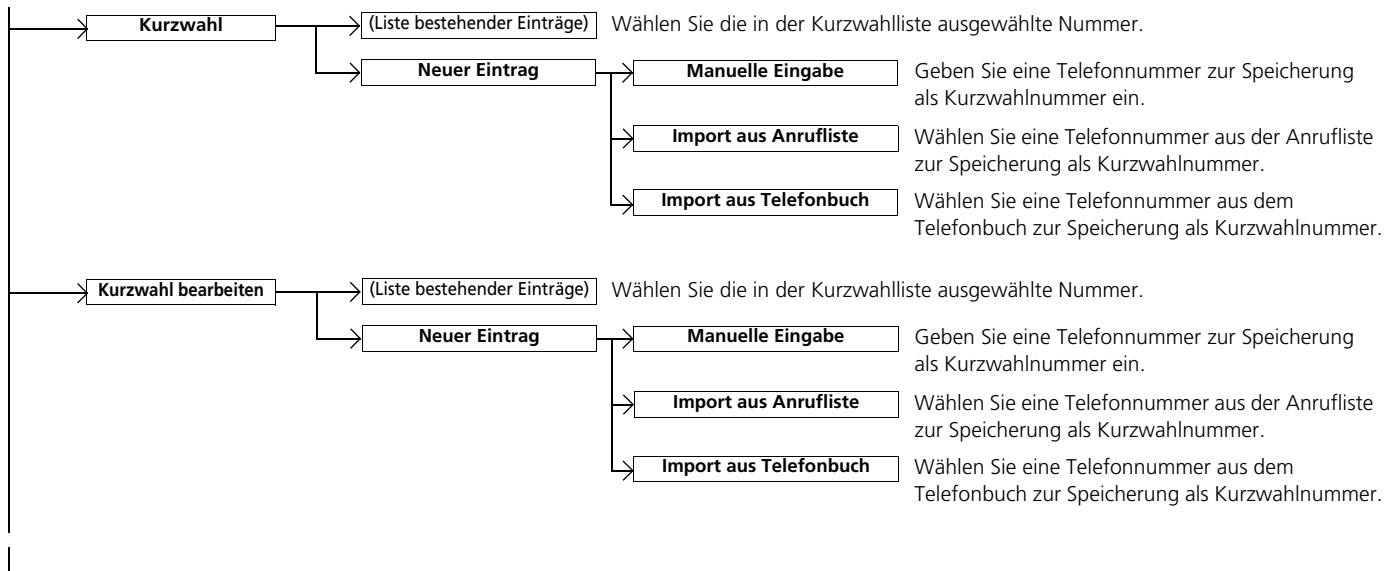 Kurzwahl (Liste bestehender Einträge) Wählen Sie die in der Kurzwahlliste ausgewählte Nummer.
Neuer Eintrag Manuelle Eingabe Geben Sie eine Telefonnummer zur Speicherung
als Kurzwahlnummer ein.
Import aus Anrufliste Wählen Sie eine Telefonnummer aus der Anrufliste
zur Speicherung als Kurzwahlnummer.
Import aus Telefonbuch Wählen Sie eine Telefonnummer aus dem
Telefonbuch zur Speicherung als Kurzwahlnummer.
Kurzwahl bearbeiten (Liste bestehender Einträge) Wählen Sie die in der Kurzwahlliste ausgewählte Nummer.
Neuer Eintrag Manuelle Eingabe Geben Sie eine Telefonnummer zur Speicherung
als Kurzwahlnummer ein.
Import aus Anrufliste Wählen Sie eine Telefonnummer aus der Anrufliste
zur Speicherung als Kurzwahlnummer.
Import aus Telefonbuch Wählen Sie eine Telefonnummer aus dem
Telefonbuch zur Speicherung als Kurzwahlnummer.